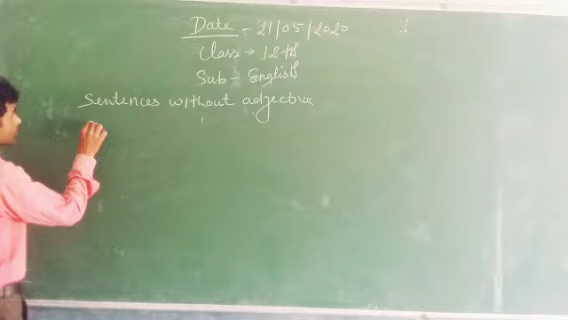 Date - 21/05/2020
Class → 12th
Sub - English
Sentences without adjective